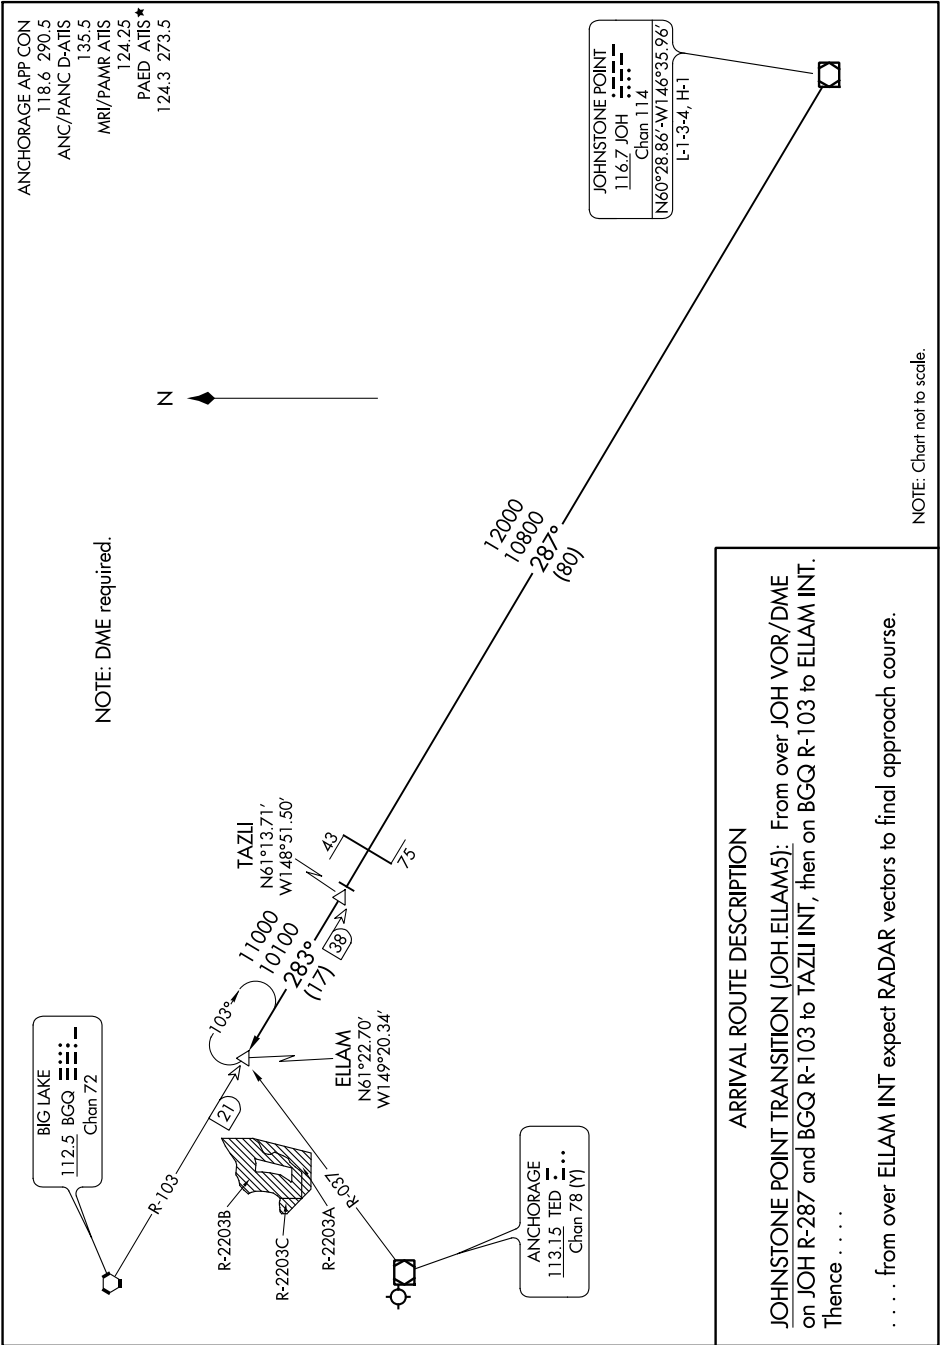 ANCHORAGE APP CON
118.6 290.5
ANC/PANC D-ATIS
135.5
MRI/PAMR ATIS
124.25
PAED ATIS★
124.3 273.5
NOTE: DME required.
N
BIG LAKE
112.5 BGQ
Chan 72
R-103
21
103°
ELLAM
N61°22.70'
W149°20.34'
11000
10100
283°
(17)
38
TAZLI
N61°13.71'
W148°51.50'
43
75
12000
10800
287°
(80)
JOHNSTONE POINT
116.7 JOH
Chan 114
N60°28.86'-W146°35.96'
L-1-3-4, H-1
R-2203B
R-2203C
R-2203A
R-037
ANCHORAGE
113.15 TED
Chan 78 (Y)
NOTE: Chart not to scale.
ARRIVAL ROUTE DESCRIPTION
JOHNSTONE POINT TRANSITION (JOH.ELLAM5): From over JOH VOR/DME
on JOH R-287 and BGQ R-103 to TAZLI INT, then on BGQ R-103 to ELLAM INT.
Thence . . . .
. . . . from over ELLAM INT expect RADAR vectors to final approach course.